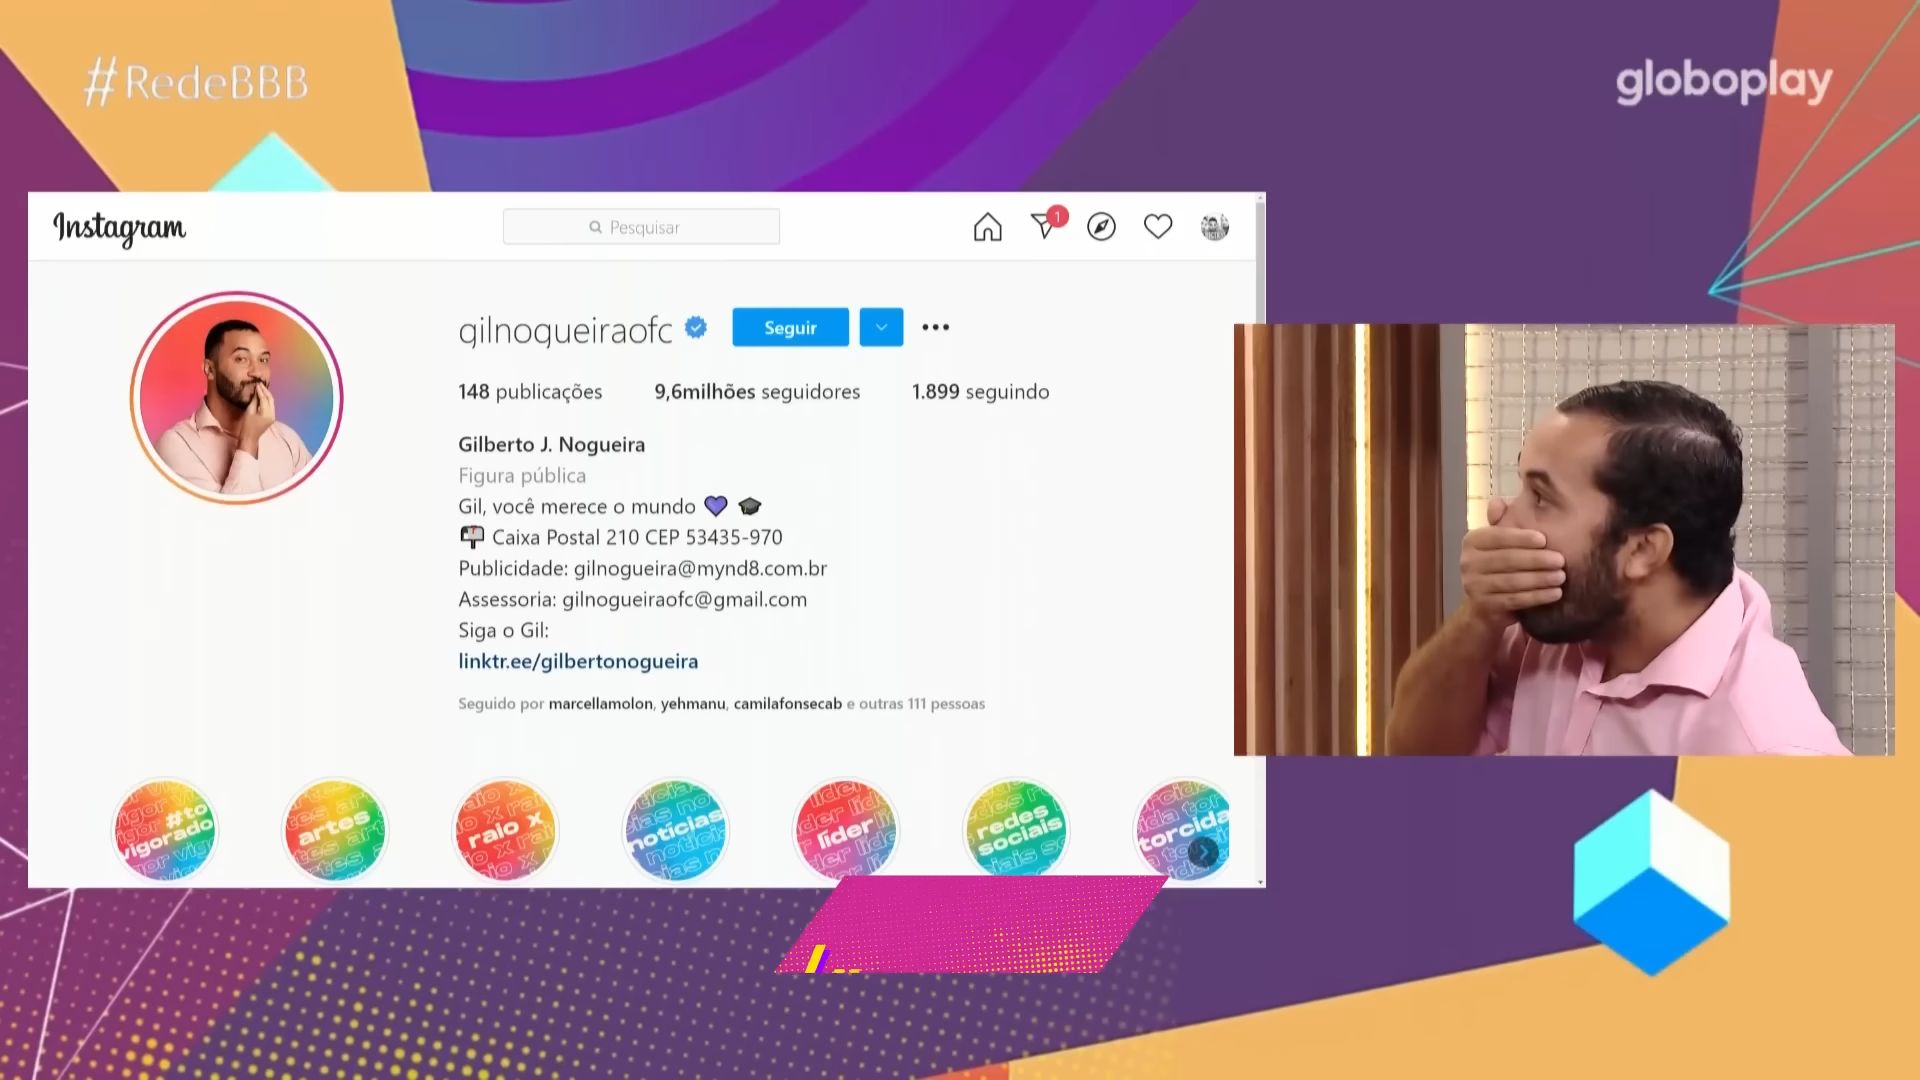 #RedeBBB
globoplay
Instagram
Pesquisar
1
gilnogueiraofc
Seguir
148 publicações 9,6milhões seguidores 1.899 seguindo
Gilberto J. Nogueira
Figura pública
Gil, você merece o mundo 💜 🎓
📬 Caixa Postal 210 CEP 53435-970
Publicidade: gilnogueira@mynd8.com.br
Assessoria: gilnogueiraofc@gmail.com
Siga o Gil:
linktr.ee/gilbertonogueira
Seguido por marcellamolon, yehmanu, camilafonsecab e outras 111 pessoas
#to
vigorado
artes
raio x
notícias
líder
redes
sociais
torcida